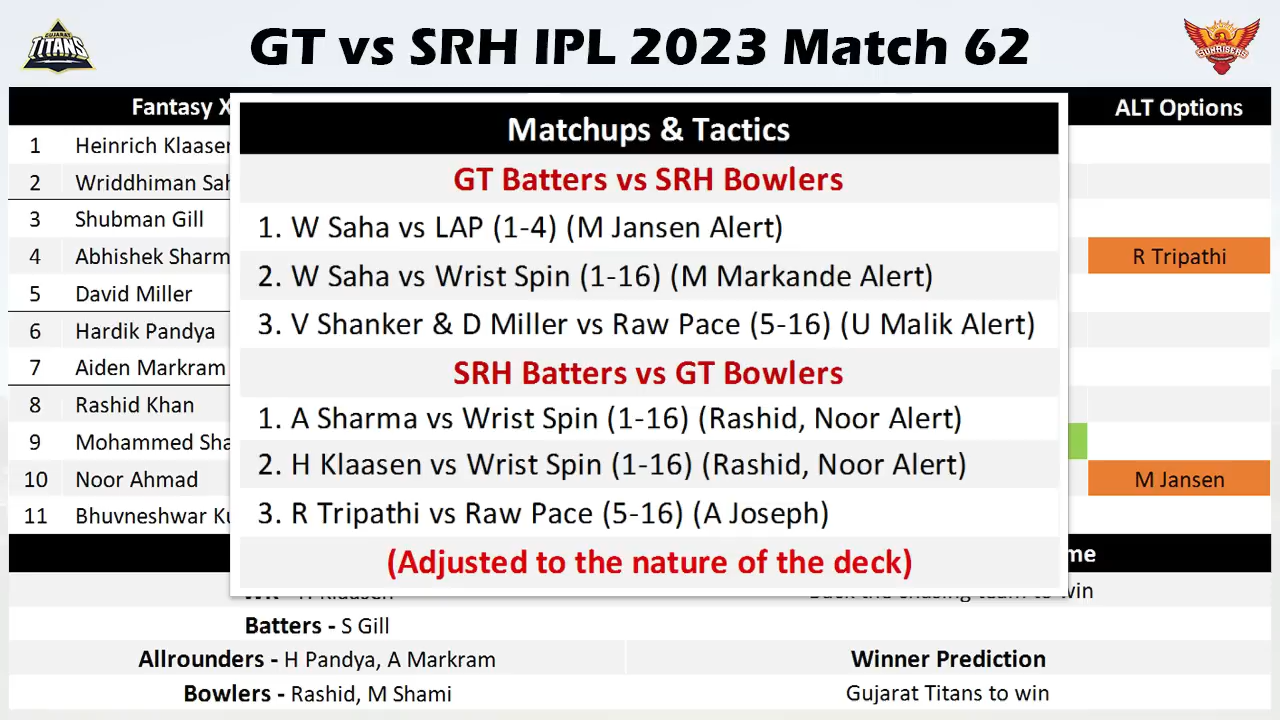 GUJARAT
TITANS
GT vs SRH IPL 2023 Match 62
SUNRISERS
Fantasy X
ALT Options
Matchups & Tactics
GT Batters vs SRH Bowlers
1. W Saha vs LAP (1-4) (M Jansen Alert)
2. W Saha vs Wrist Spin (1-16) (M Markande Alert)
3. V Shanker & D Miller vs Raw Pace (5-16) (U Malik Alert)
SRH Batters vs GT Bowlers
1. A Sharma vs Wrist Spin (1-16) (Rashid, Noor Alert)
2. H Klaasen vs Wrist Spin (1-16) (Rashid, Noor Alert)
3. R Tripathi vs Raw Pace (5-16) (A Joseph)
(Adjusted to the nature of the deck)
1 Heinrich Klaasen
2 Wriddhiman Sah
3 Shubman Gill
4 Abhishek Sharm
R Tripathi
5 David Miller
6 Hardik Pandya
7 Aiden Markram
8 Rashid Khan
9 Mohammed Sha
10 Noor Ahmad
M Jansen
11 Bhuvneshwar Ku
me
win
Batters - S Gill
Allrounders - H Pandya, A Markram
Winner Prediction
Bowlers - Rashid, M Shami
Gujarat Titans to win